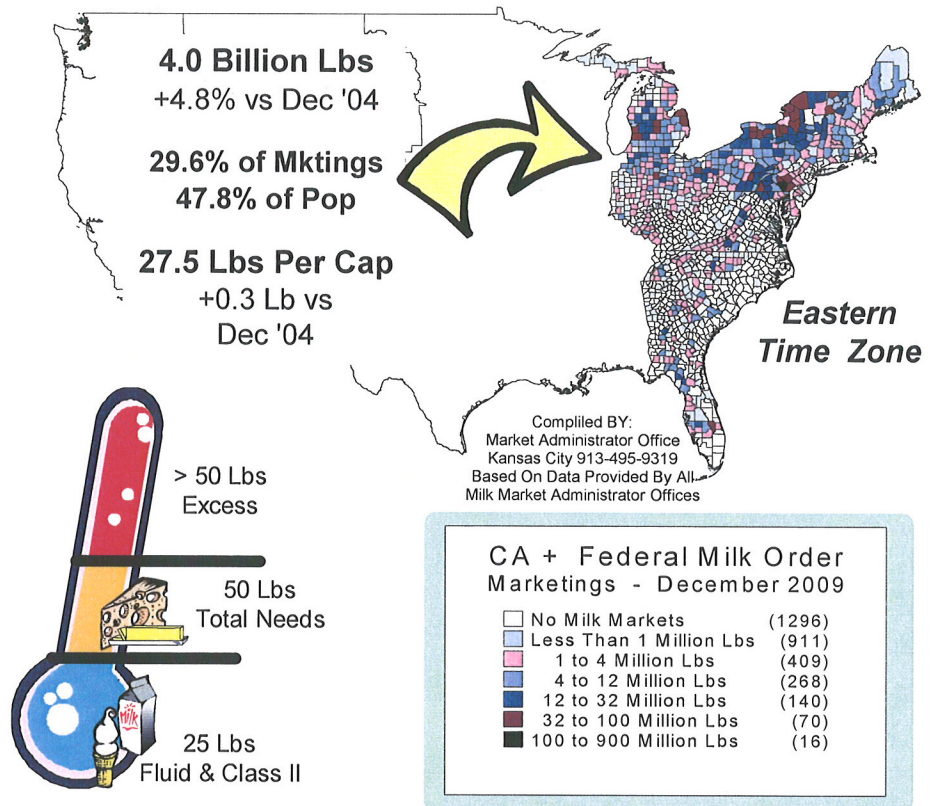 4.0 Billion Lbs
+4.8% vs Dec '04
29.6% of Mktings
47.8% of Pop
27.5 Lbs Per Cap
+0.3 Lb vs
Dec '04
Eastern
Time Zone
Compliled BY:
Market Administrator Office
Kansas City 913-495-9319
Based On Data Provided By All
Milk Market Administrator Offices
> 50 Lbs
Excess
50 Lbs
Total Needs
Milk
25 Lbs
Fluid & Class II
CA + Federal Milk Order
Marketings - December 2009
No Milk Markets (1296)
Less Than 1 Million Lbs (911)
1 to 4 Million Lbs (409)
4 to 12 Million Lbs (268)
12 to 32 Million Lbs (140)
32 to 100 Million Lbs (70)
100 to 900 Million Lbs (16)